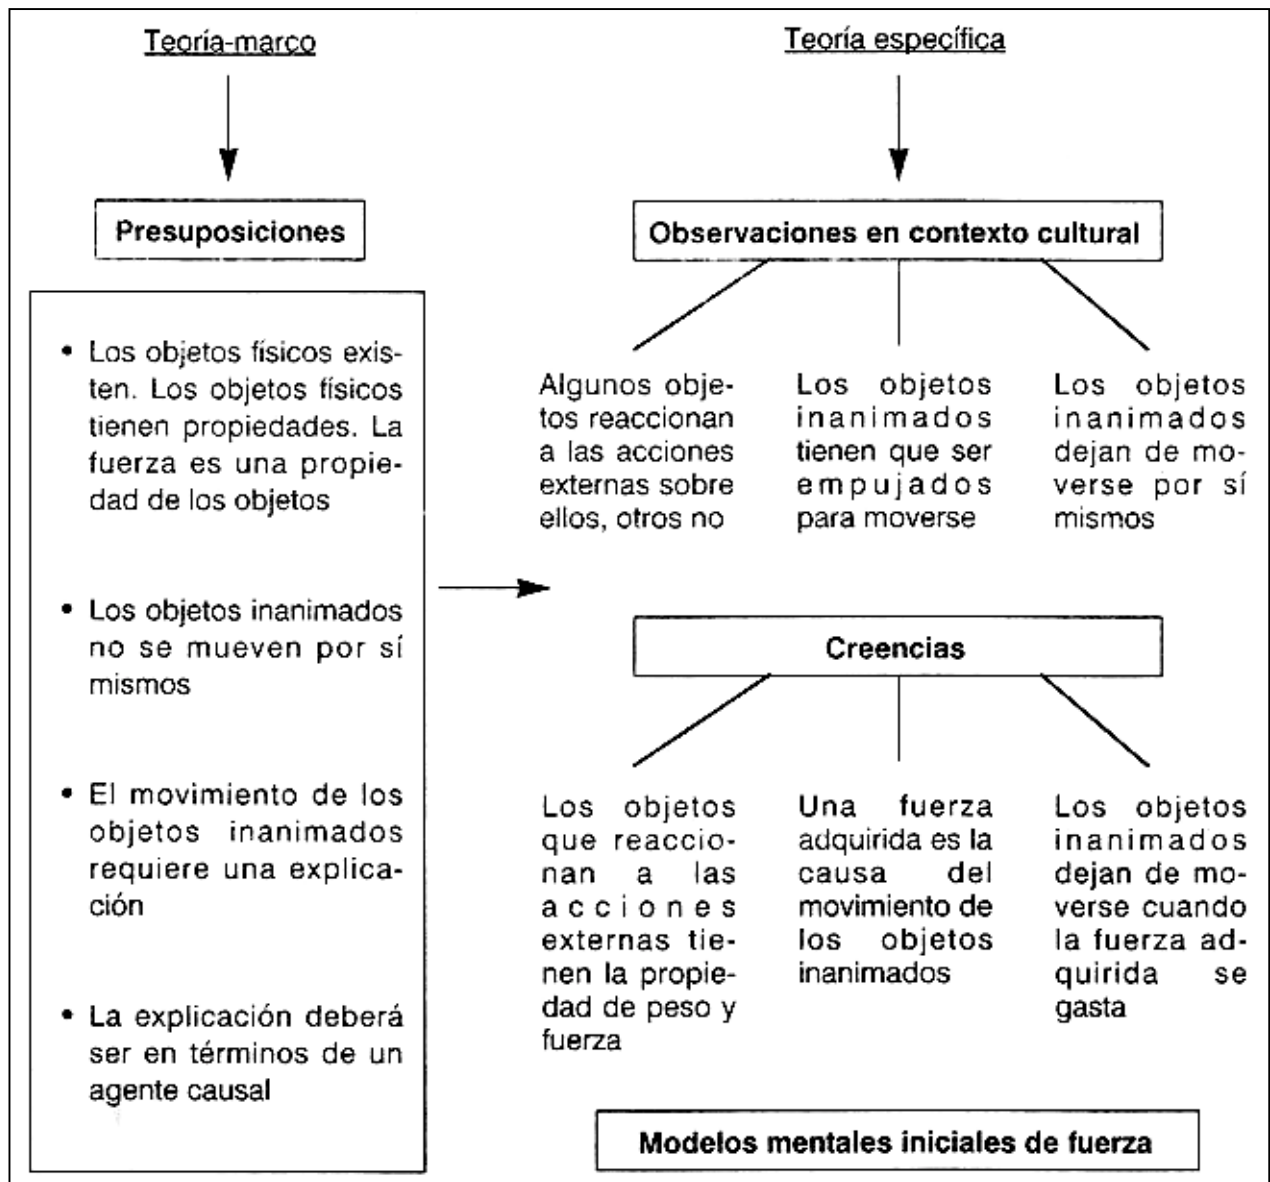 Teoría-marco
Presuposiciones
• Los objetos físicos exis-
ten. Los objetos físicos
tienen propiedades. La
fuerza es una propie-
dad de los objetos
• Los objetos inanimados
no se mueven por sí
mismos
• El movimiento de los
objetos inanimados
requiere una explica-
ción
• La explicación deberá
ser en términos de un
agente causal
Teoría específica
Observaciones en contexto cultural
Algunos obje-
tos reaccionan
a las acciones
externas sobre
ellos, otros no
Los objetos
inanimados
tienen que ser
empujados
para moverse
Los objetos
inanimados
dejan de mo-
verse por sí
mismos
Creencias
Los objetos
que reaccio-
nan a las
acciones
externas tie-
nen la propie-
dad de peso y
fuerza
Una fuerza
adquirida es la
causa del
movimiento de
los objetos
inanimados
Los objetos
inanimados
dejan de mo-
verse cuando
la fuerza ad-
quirida se
gasta
Modelos mentales iniciales de fuerza